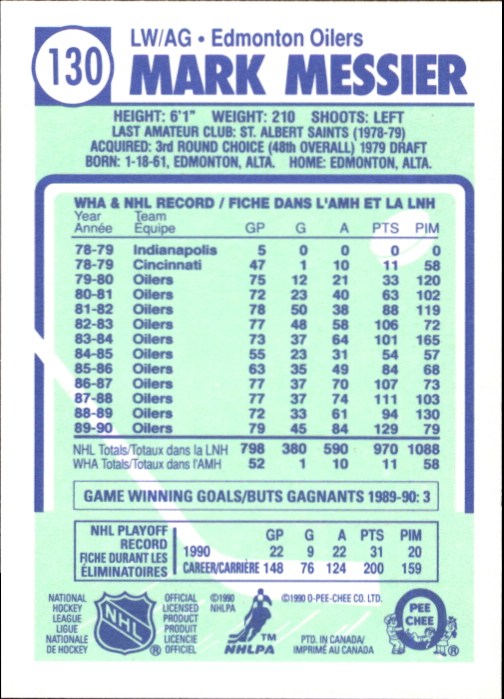 130
LW/AG • Edmonton Oilers
MARK MESSIER
HEIGHT: 6'1" WEIGHT: 210 SHOOTS: LEFT
LAST AMATEUR CLUB: ST. ALBERT SAINTS (1978-79)
ACQUIRED: 3rd ROUND CHOICE (48th OVERALL) 1979 DRAFT
BORN: 1-18-61, EDMONTON, ALTA. HOME: EDMONTON, ALTA.
WHA & NHL RECORD / FICHE DANS L'AMH ET LA LNH
Year Team
Année Équipe GP G A PTS PIM
78-79 Indianapolis 5 0 0 0 0
78-79 Cincinnati 47 1 10 11 58
79-80 Oilers 75 12 21 33 120
80-81 Oilers 72 23 40 63 102
81-82 Oilers 78 50 38 88 119
82-83 Oilers 77 48 58 106 72
83-84 Oilers 73 37 64 101 165
84-85 Oilers 55 23 31 54 57
85-86 Oilers 63 35 49 84 68
86-87 Oilers 77 37 70 107 73
87-88 Oilers 77 37 74 111 103
88-89 Oilers 72 33 61 94 130
89-90 Oilers 79 45 84 129 79
NHL Totals/Totaux dans la LNH 798 380 590 970 1088
WHA Totals/Totaux dans l'AMH 52 1 10 11 58
GAME WINNING GOALS/BUTS GAGNANTS 1989-90: 3
NHL PLAYOFF
RECORD
FICHE DURANT LES
ÉLIMINATOIRES
GP G A PTS PIM
1990 22 9 22 31 20
CAREER/CARRIÈRE 148 76 124 200 159
NATIONAL
HOCKEY
LEAGUE
LIGUE
NATIONALE
DE HOCKEY
NHL
®
OFFICIAL
LICENSED
PRODUCT
PRODUIT
LICENCIE
OFFICIEL
©1990
NHLPA
TM
NHLPA
©1990 O-PEE-CHEE CO. LTD.
PTD. IN CANADA/
IMPRIMÉ AU CANADA
PEE
CHEE
®